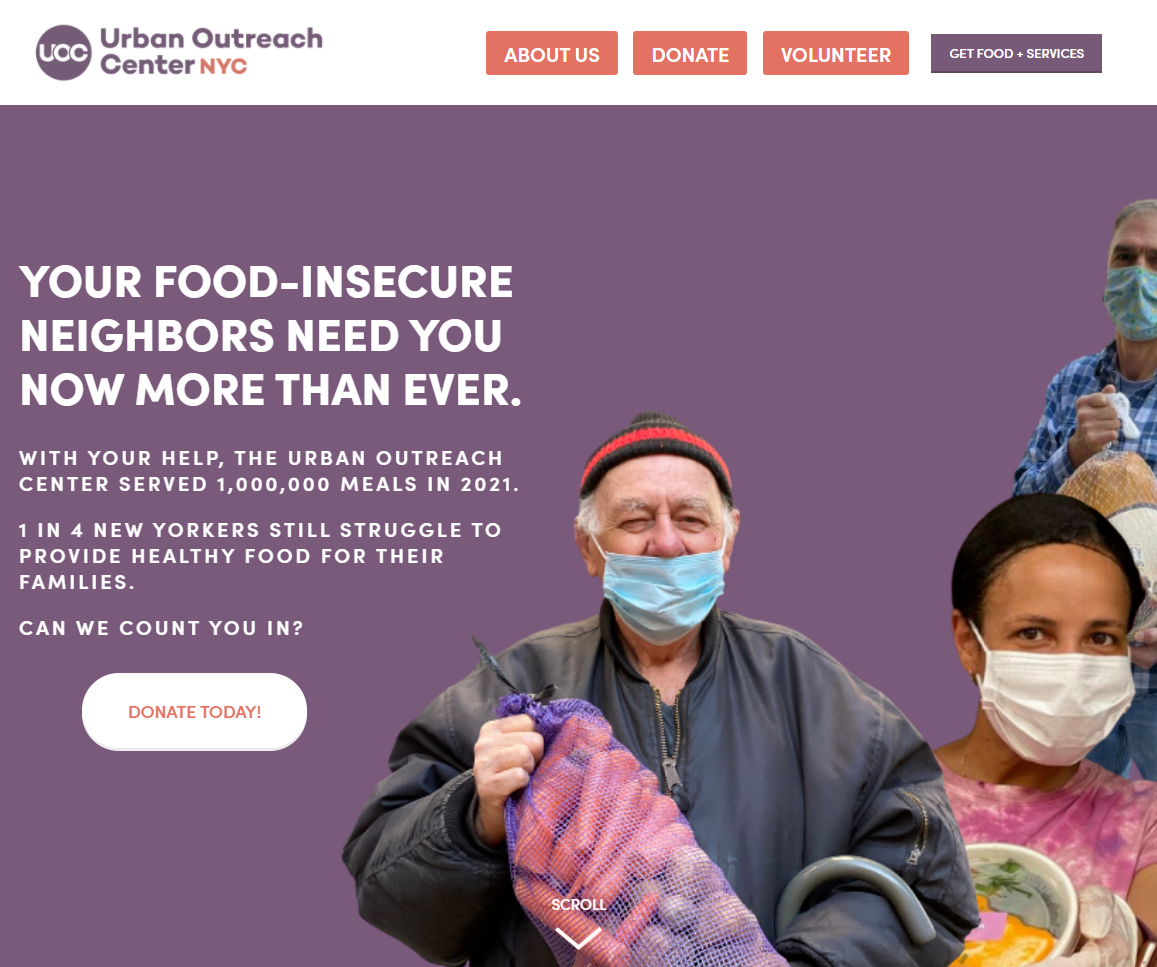 UOC Urban Outreach
Center NYC
ABOUT US
DONATE
VOLUNTEER
GET FOOD + SERVICES
YOUR FOOD-INSECURE
NEIGHBORS NEED YOU
NOW MORE THAN EVER.
WITH YOUR HELP, THE URBAN OUTREACH
CENTER SERVED 1,000,000 MEALS IN 2021.
1 IN 4 NEW YORKERS STILL STRUGGLE TO
PROVIDE HEALTHY FOOD FOR THEIR
FAMILIES.
CAN WE COUNT YOU IN?
DONATE TODAY!
SCROLL